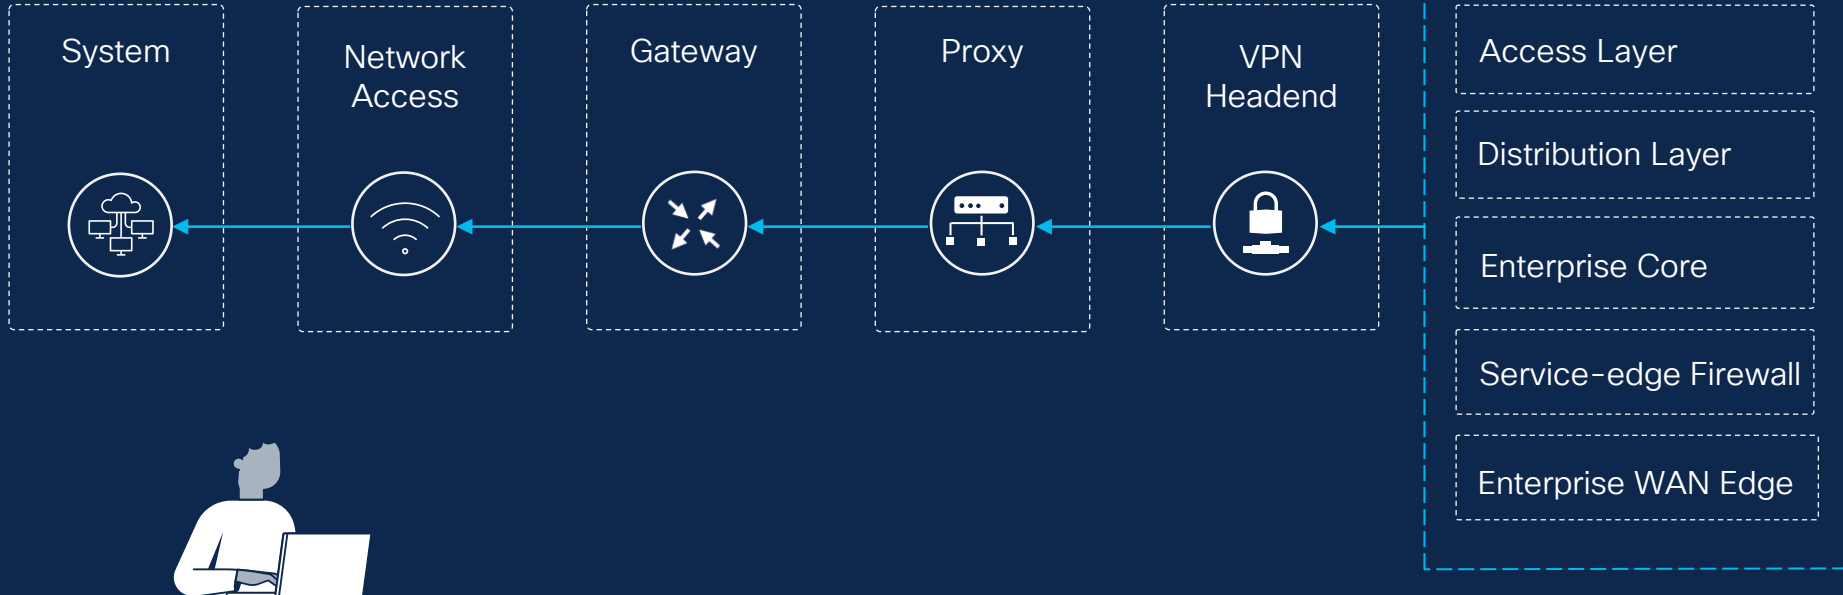 System
Network
Access
Gateway
Proxy
VPN
Headend
Access Layer
Distribution Layer
Enterprise Core
Service-edge Firewall
Enterprise WAN Edge